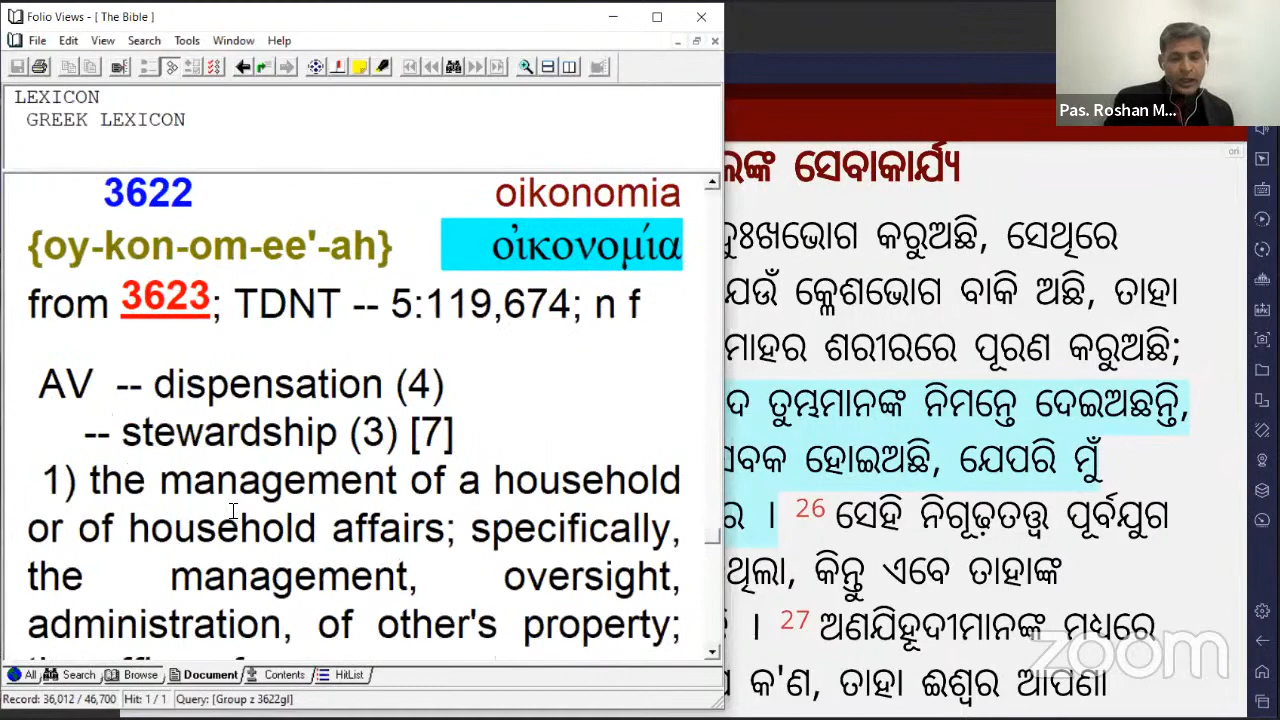 Folio Views - [ The Bible ]
File Edit View Search Tools Window Help
LEXICON
GREEK LEXICON
3622 oikonomia
{oy-kon-om-ee'-ah} οἰκονομία
from 3623; TDNT -- 5:119,674; n f
AV -- dispensation (4)
-- stewardship (3) [7]
1) the management of a household
or of household affairs; specifically,
the management, oversight,
administration, of other's property;
All Search Browse Document Contents HitList
Record: 36,012 / 46,700 Hit: 1 / 1 Query: [Group z 3622gl]
Pas. Roshan M...
ori
ସେବାକାର୍ଯ୍ୟ
ଦୁଃଖଭୋଗ କରୁଅଛି, ସେଥିରେ
ଯେଉଁ କ୍ଳେଶଭୋଗ ବାକି ଅଛି, ତାହା
ମୋହର ଶରୀରରେ ପୂରଣ କରୁଅଛି;
ତୁମ୍ଭମାନଙ୍କ ନିମନ୍ତେ ଦେଇଅଛନ୍ତି,
ହୋଇଅଛି, ଯେପରି ମୁଁ
। 26 ସେହି ନିଗୂଢ଼ତତ୍ତ୍ୱ ପୂର୍ବଯୁଗ
କିନ୍ତୁ ଏବେ ତାହାଙ୍କ
। 27 ଅଣଯିହୂଦୀମାନଙ୍କ ମଧ୍ୟରେ
କ'ଣ, ତାହା ଈଶ୍ୱର ଆପଣା
zoom